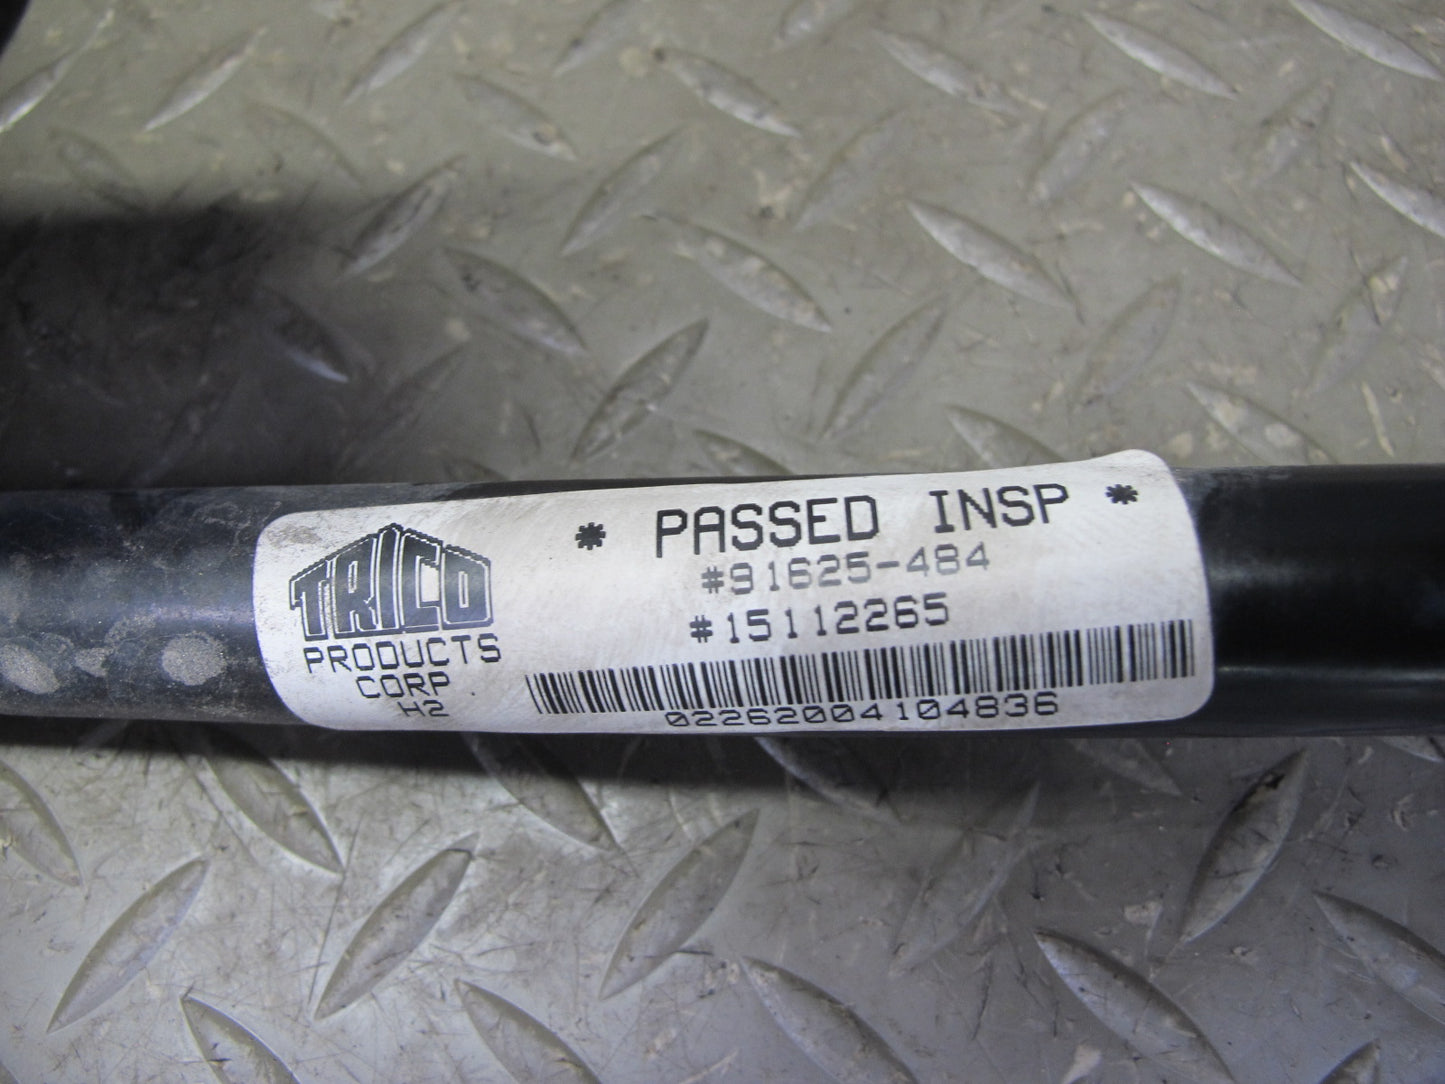 TRICO
PRODUCTS
CORP
H2
* PASSED INSP *
#91625-484
#15112265
02262004104836